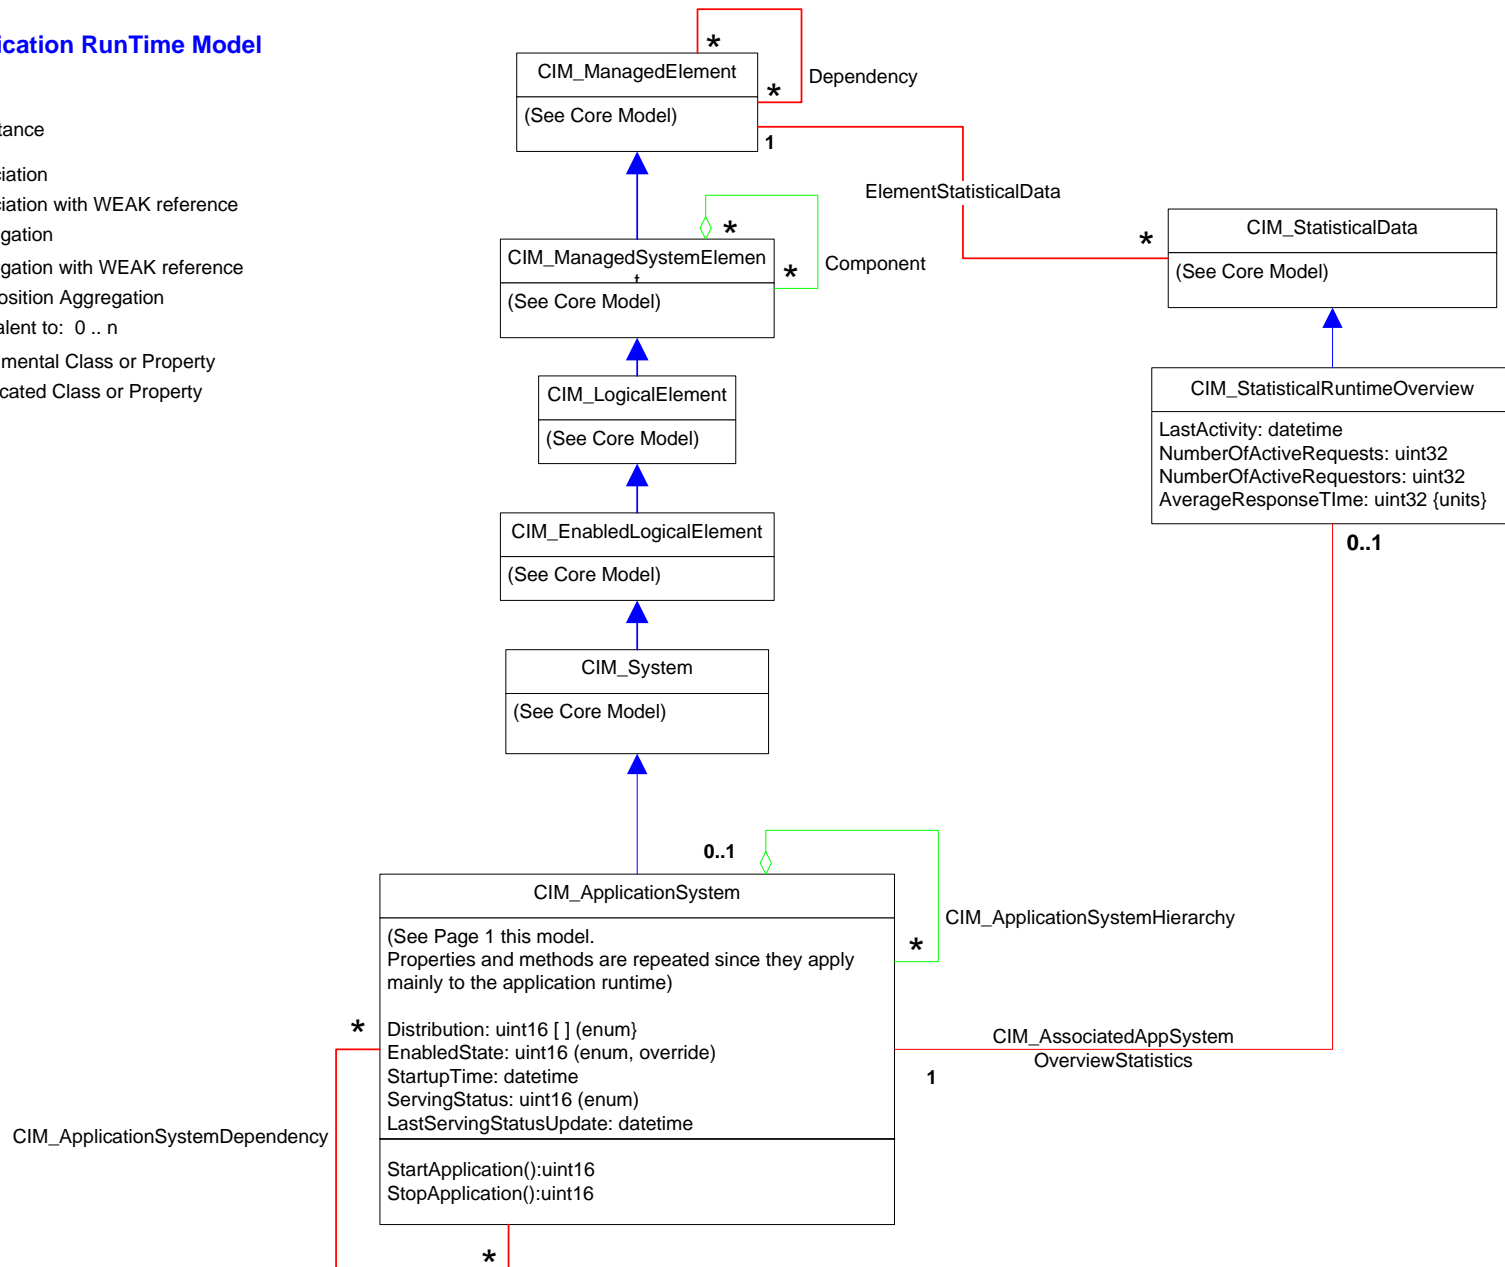 ication RunTime Model
tance
iation
iation with WEAK reference
gation
gation with WEAK reference
osition Aggregation
alent to: 0 .. n
mental Class or Property
cated Class or Property
*
CIM_ManagedElement
Dependency
*
(See Core Model)
1
ElementStatisticalData
*
CIM_StatisticalData
*
CIM_ManagedSystemElemen
t
Component
*
(See Core Model)
(See Core Model)
CIM_LogicalElement
(See Core Model)
CIM_StatisticalRuntimeOverview
LastActivity: datetime
NumberOfActiveRequests: uint32
NumberOfActiveRequestors: uint32
AverageResponseTIme: uint32 {units}
0..1
CIM_EnabledLogicalElement
(See Core Model)
CIM_System
(See Core Model)
0..1
CIM_ApplicationSystem
CIM_ApplicationSystemHierarchy
*
(See Page 1 this model.
Properties and methods are repeated since they apply
mainly to the application runtime)
*
Distribution: uint16 [ ] (enum}
EnabledState: uint16 (enum, override)
StartupTime: datetime
ServingStatus: uint16 (enum)
LastServingStatusUpdate: datetime
CIM_AssociatedAppSystem
OverviewStatistics
1
CIM_ApplicationSystemDependency
StartApplication():uint16
StopApplication():uint16
*